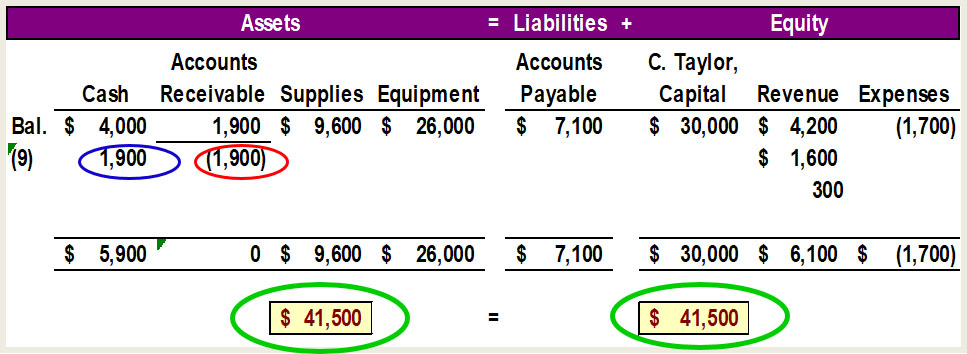 Assets = Liabilities + Equity
Accounts Accounts C. Taylor,
Cash Receivable Supplies Equipment Payable Capital Revenue Expenses
Bal. $ 4,000 1,900 $ 9,600 $ 26,000 $ 7,100 $ 30,000 $ 4,200 (1,700)
(9) 1,900 (1,900) $ 1,600
300
$ 5,900 0 $ 9,600 $ 26,000 $ 7,100 $ 30,000 $ 6,100 $ (1,700)
$ 41,500 = $ 41,500